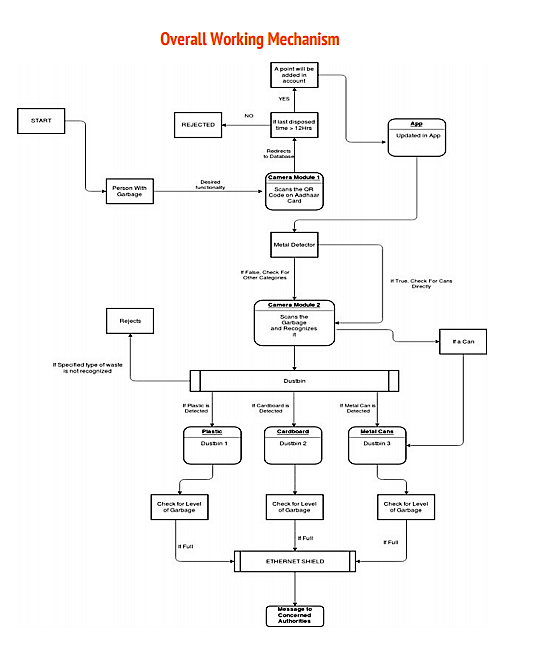 Overall Working Mechanism
A point will be
added in
account
YES
START
REJECTED
NO
If last disposed
time > 12Hrs
App
Updated in App
Redirects
to Database
Person With
Garbage
Desired
functionality
Camera Module 1
Scans the QR
Code on Aadhaar
Card
Metal Detector
If False, Check For
Other Categories
If True, Check For Cans
Directly
Camera Module 2
Scans the
Garbage
and Recognizes
it
Rejects
If a Can
If Specified type of waste
is not recognized
Dustbin
If Plastic is
Detected
If Cardboard is
Detected
If Metal Can is
Detected
Plastic
Dustbin 1
Cardboard
Dustbin 2
Metal Cans
Dustbin 3
Check for Level
of Garbage
Check for Level
of Garbage
Check for Level
of Garbage
If Full
If Full
If Full
ETHERNET SHIELD
Message to
Concerned
Authorities